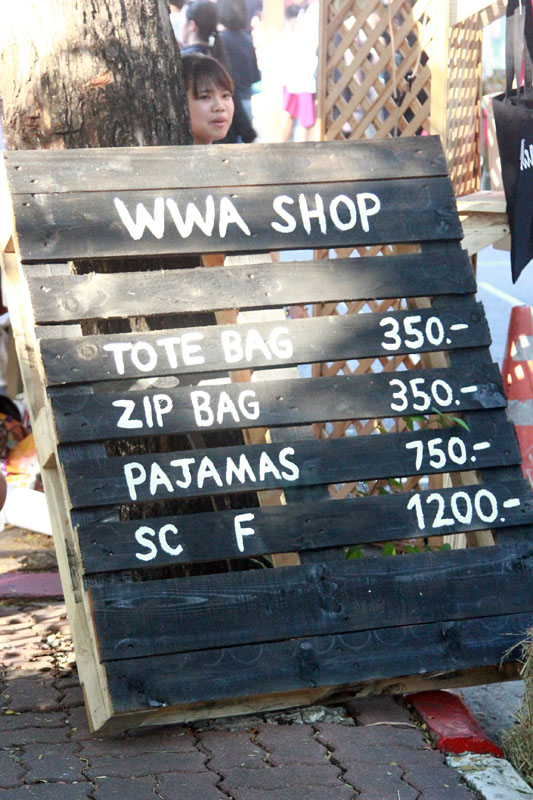 WWA SHOP
TOTE BAG 350.-
ZIP BAG 350.-
PAJAMAS 750.-
SC F 1200.-